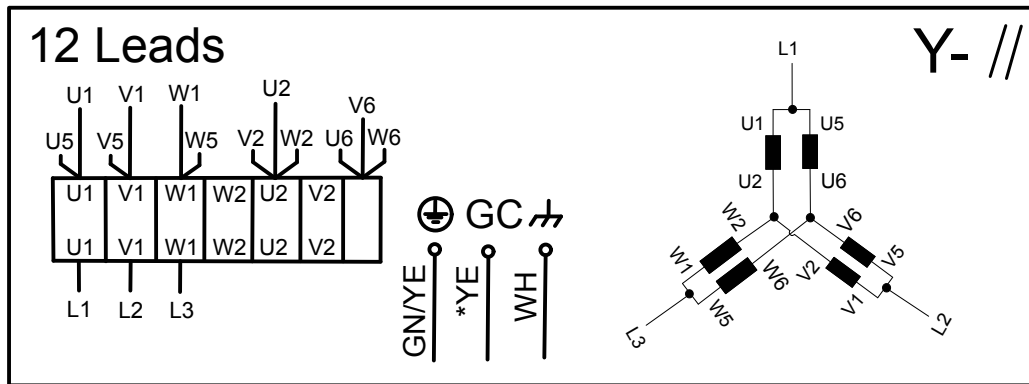 12 Leads
Y- //
U1 V1 W1 U2 V6
U5 V5 W5 V2 W2 U6 W6
U1 V1 W1 W2 U2 V2
U1 V1 W1 W2 U2 V2
L1 L2 L3
GC
GN/YE *YE WH
L1
U1 U5
U2 U6
W2 V6
W1 W6 V2 V5
W5 V1
L3 L2